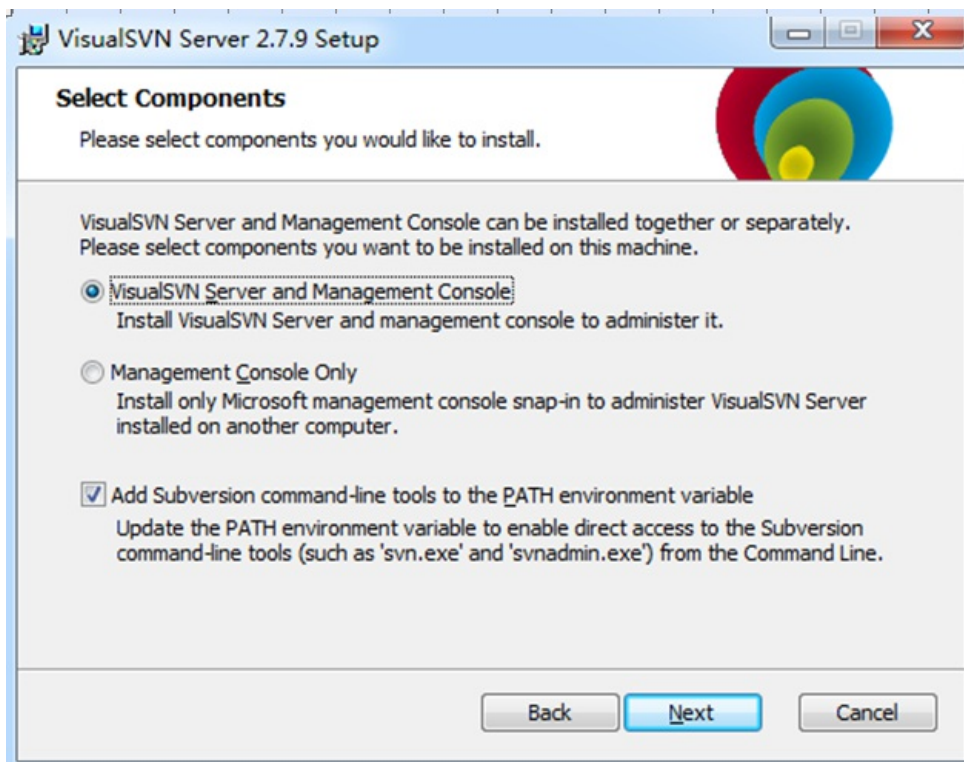 VisualSVN Server 2.7.9 Setup
Select Components
Please select components you would like to install.
VisualSVN Server and Management Console can be installed together or separately.
Please select components you want to be installed on this machine.
VisualSVN Server and Management Console
Install VisualSVN Server and management console to administer it.
Management Console Only
Install only Microsoft management console snap-in to administer VisualSVN Server
installed on another computer.
Add Subversion command-line tools to the PATH environment variable
Update the PATH environment variable to enable direct access to the Subversion
command-line tools (such as 'svn.exe' and 'svnadmin.exe') from the Command Line.
Back Next Cancel